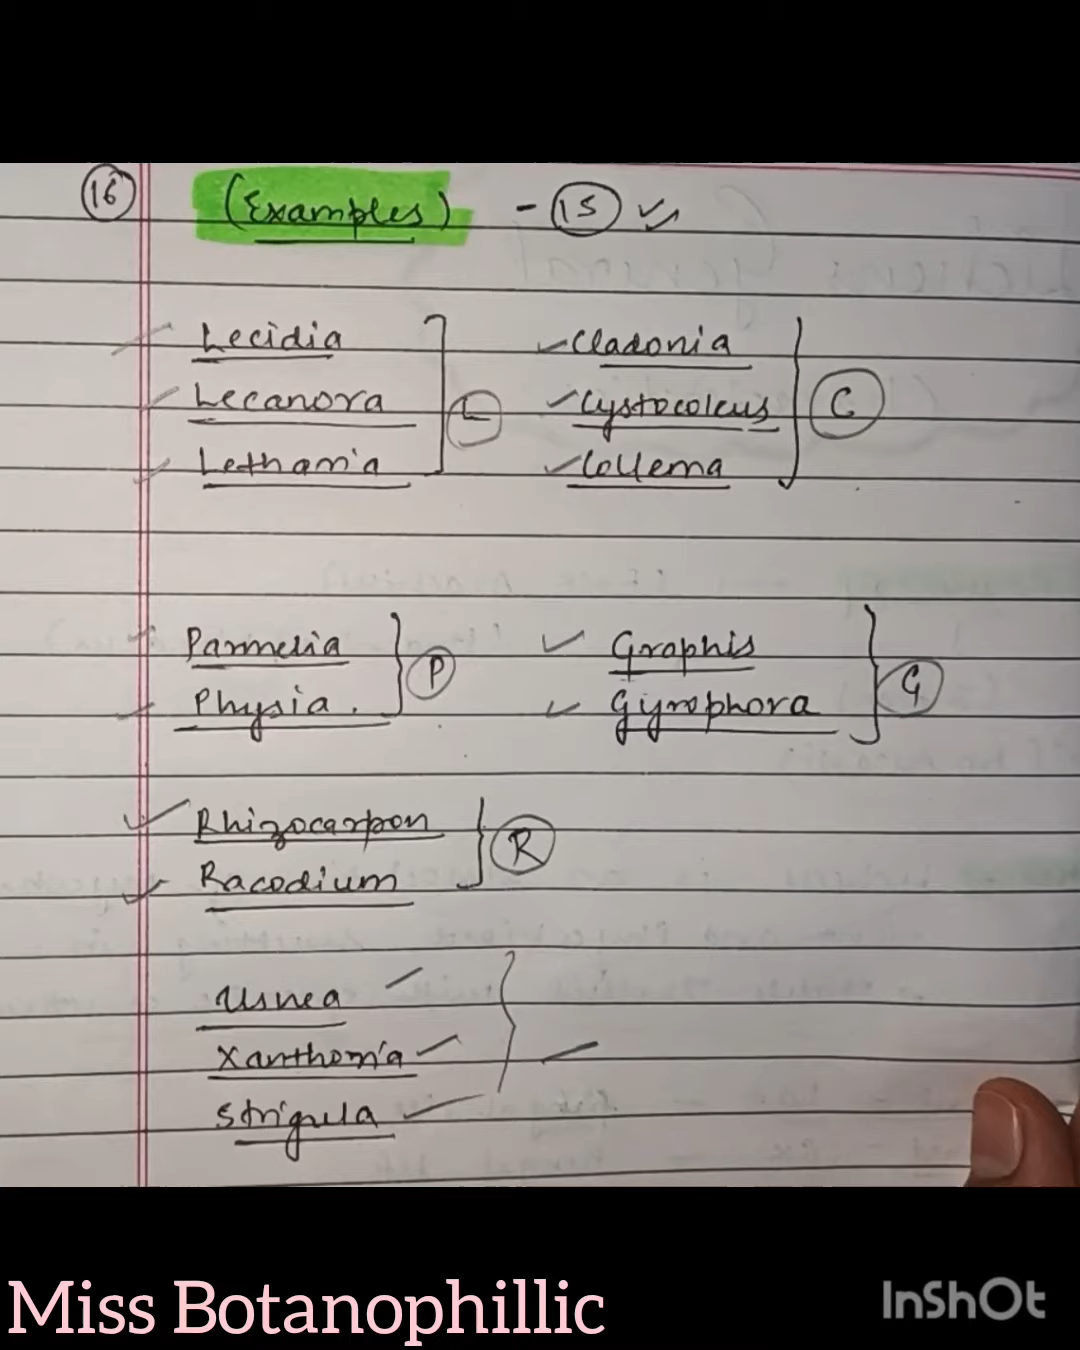 16 (Examples) - 15
Lecidia
Lecanora
Letharia
L
Cladonia
Cystocoleus
Collema
C
Parmelia
Physia.
P
Graphis
Gyrophora
G
Rhizocarpon
Racodium
R
Usnea
Xanthoria
Strigula
Miss Botanophillic
InShOt